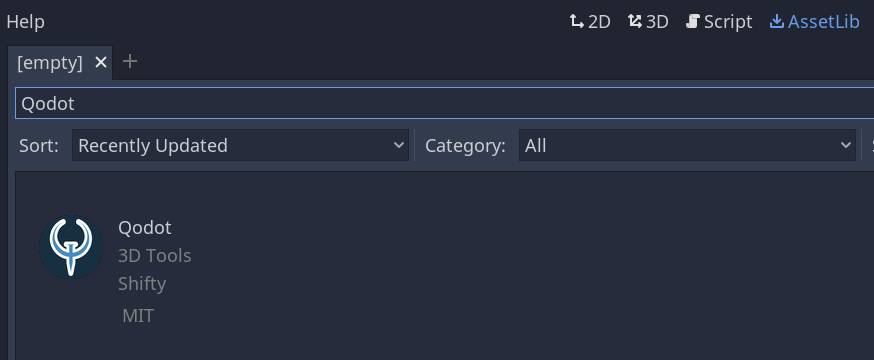 Help 2D 3D Script AssetLib
[empty]
Qodot
Sort: Recently Updated Category: All
Qodot
3D Tools
Shifty
MIT